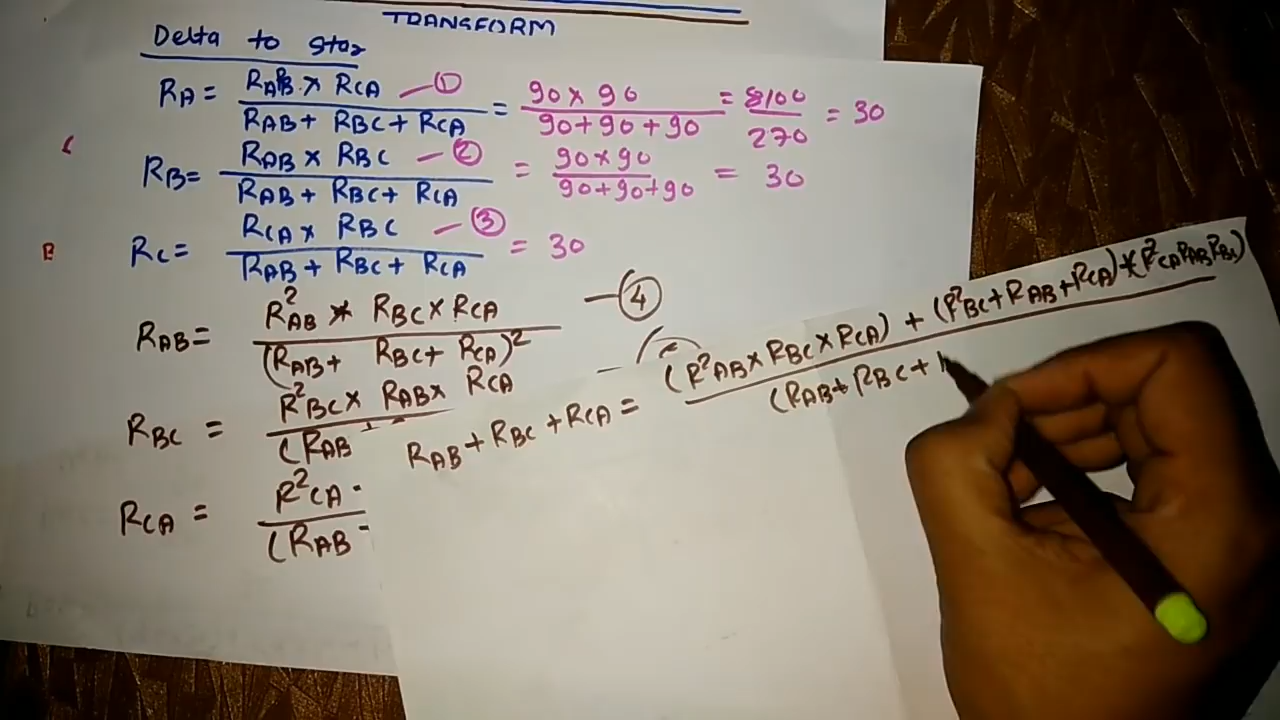 TRANSFORM
Delta to star
RA = RAB × RCA / RAB + RBC + RCA — ① = 90 × 90 / 90 + 90 + 90 = 8100 / 270 = 30
RB = RAB × RBC / RAB + RBC + RCA — ② = 90 × 90 / 90 + 90 + 90 = 30
RC = RCA × RBC / RAB + RBC + RCA — ③ = 30
B
RAB = R²AB × RBC × RCA / (RAB + RBC + RCA)² — ④
RBC = R²BC × RAB × RCA / (RAB +
RCA = R²CA · / (RAB
RAB + RBC + RCA = (R²AB × RBC × RCA) + (R²BC + RAB + RCA) + (R²CA RAB RBC) / (RAB + RBC +